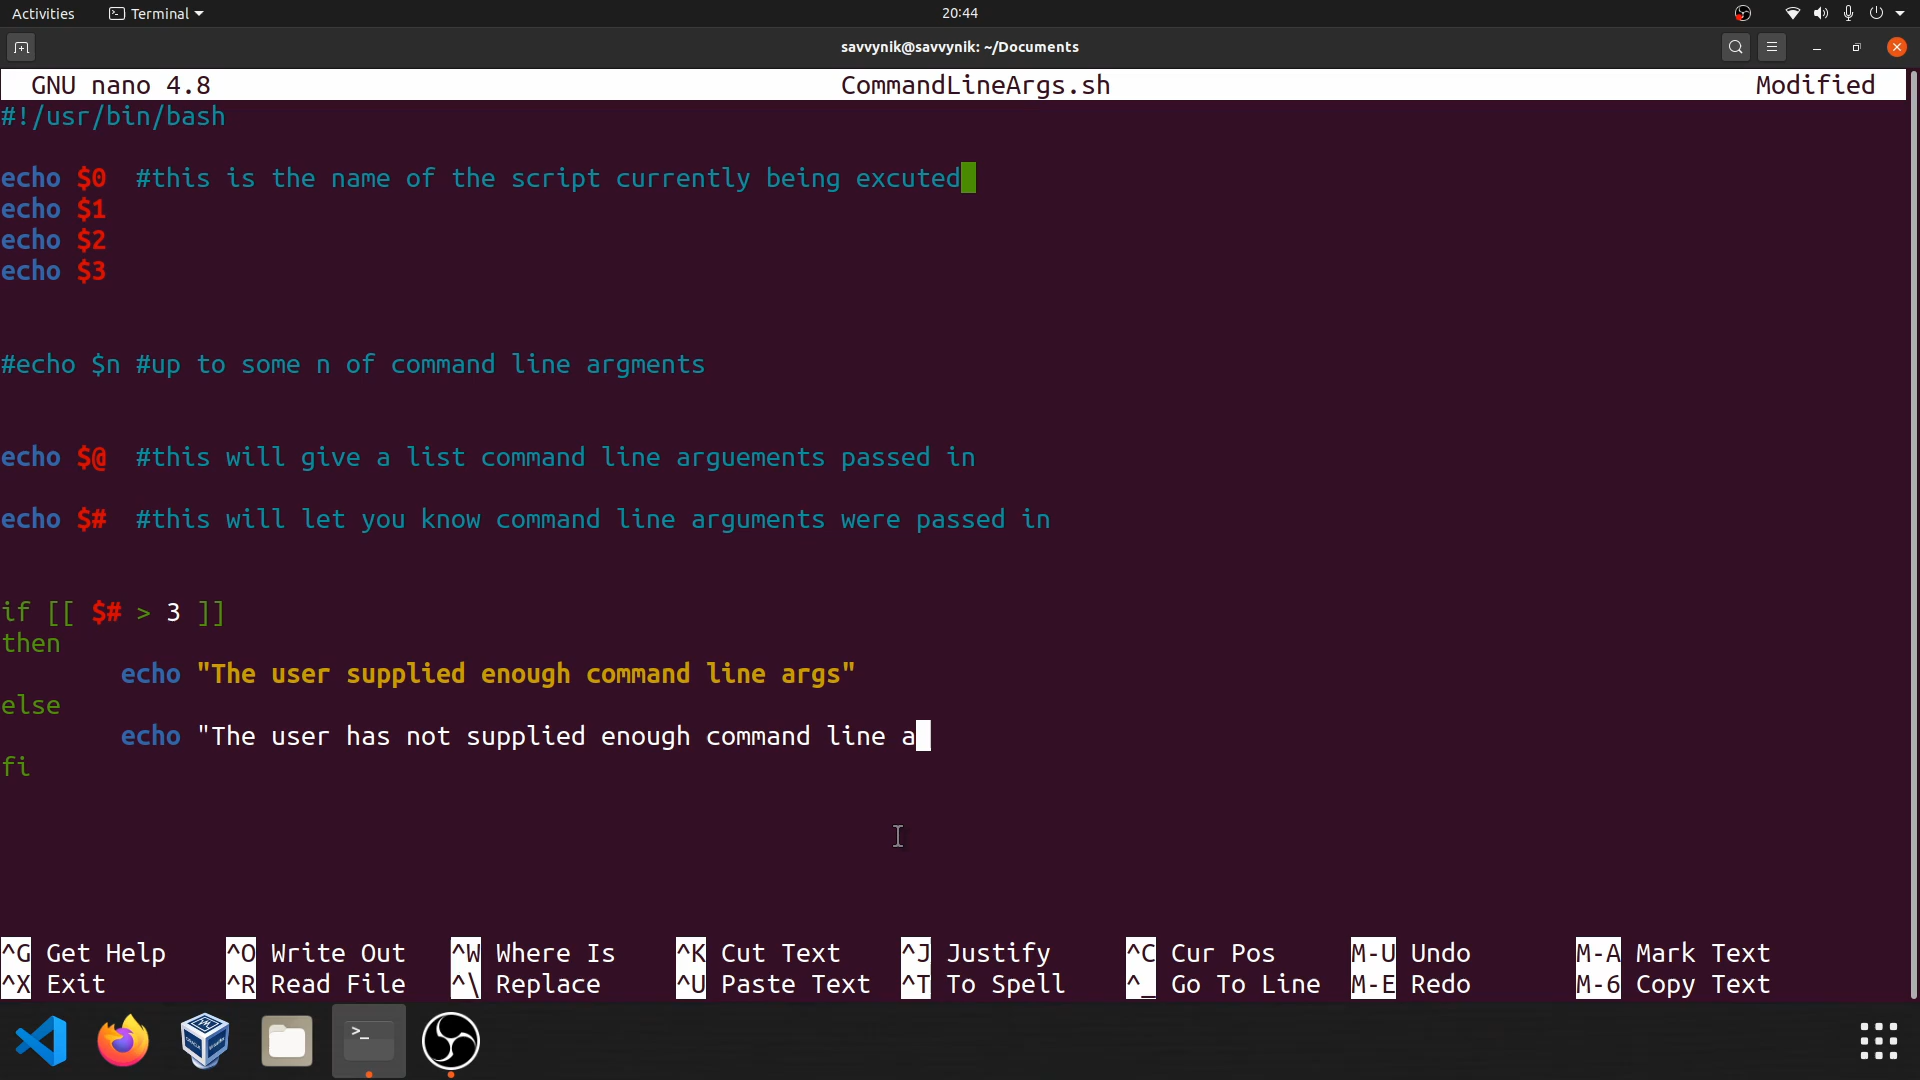 Activities
Terminal
20:44
savvynik@savvynik: ~/Documents
GNU nano 4.8 CommandLineArgs.sh Modified
#!/usr/bin/bash
echo $0 #this is the name of the script currently being excuted
echo $1
echo $2
echo $3
#echo $n #up to some n of command line argments
echo $@ #this will give a list command line arguements passed in
echo $# #this will let you know command line arguments were passed in
if [[ $# > 3 ]]
then
echo "The user supplied enough command line args"
else
echo "The user has not supplied enough command line a
fi
^G Get Help ^O Write Out ^W Where Is ^K Cut Text ^J Justify ^C Cur Pos M-U Undo M-A Mark Text
^X Exit ^R Read File ^\ Replace ^U Paste Text ^T To Spell ^_ Go To Line M-E Redo M-6 Copy Text